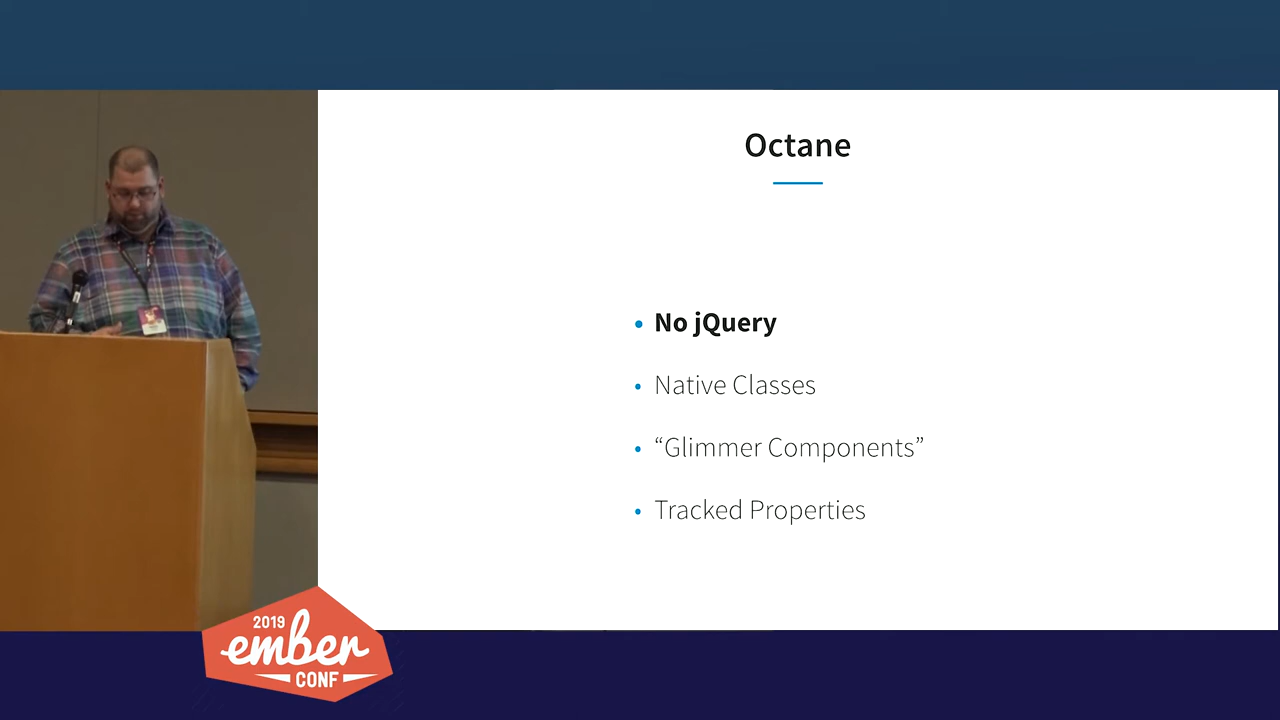 Octane
• No jQuery
• Native Classes
• “Glimmer Components”
• Tracked Properties
2019
ember
CONF